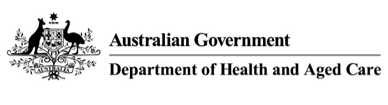 Australian Government
Department of Health and Aged Care